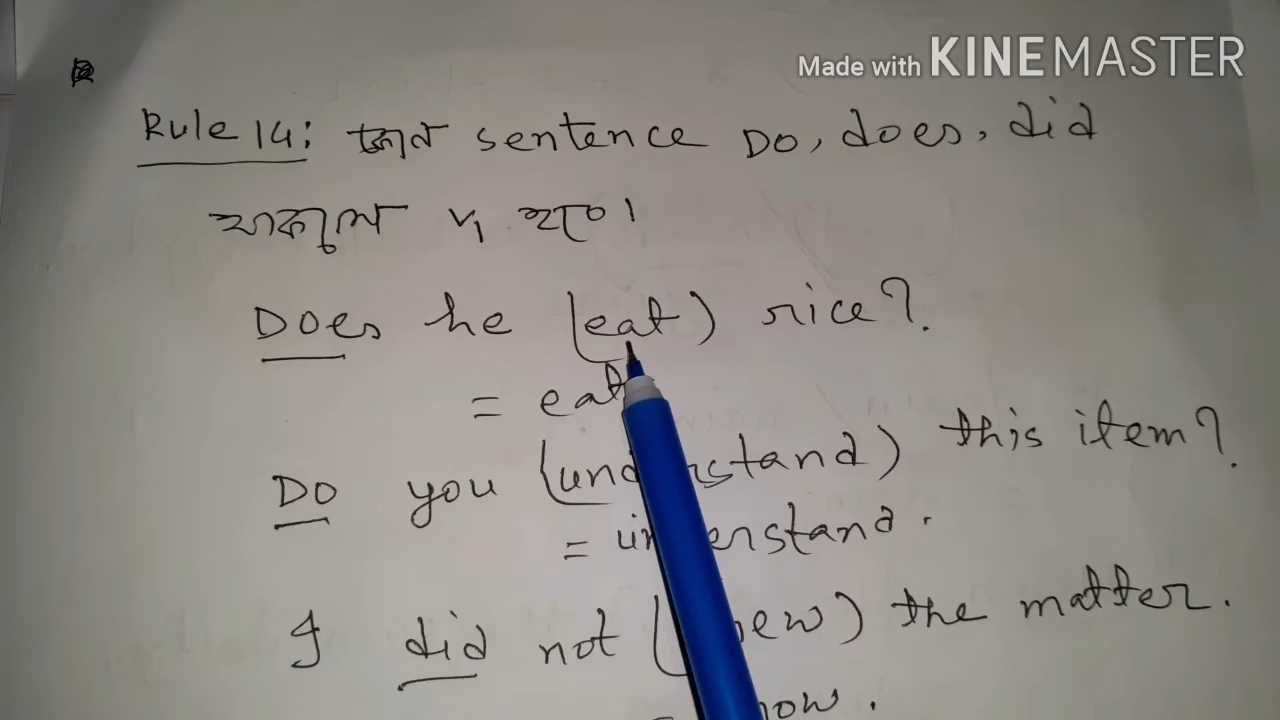 Made with KINEMASTER
Rule 14: কোন sentence Do, does, did
থাকলে V1 হবে।
Does he (eat) rice?
= eat
Do you (understand) this item?
= understand.
I did not (knew) the matter.
know.